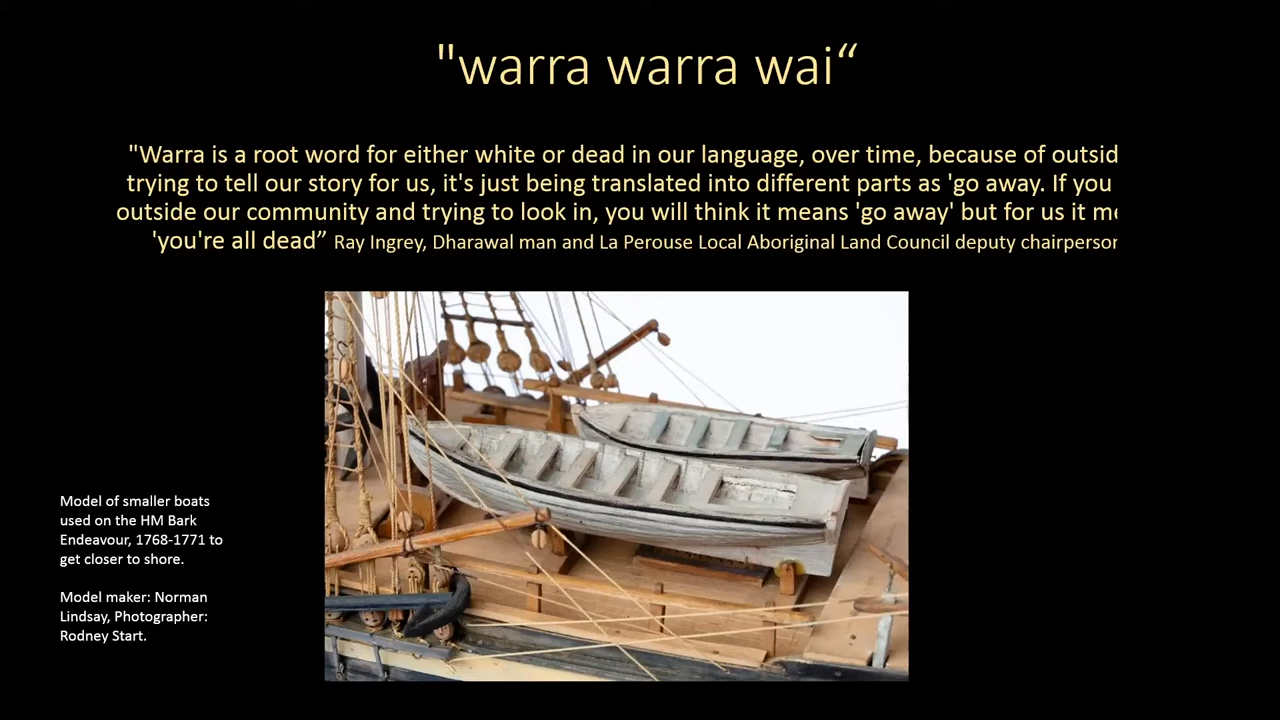 "warra warra wai“
"Warra is a root word for either white or dead in our language, over time, because of outsid
trying to tell our story for us, it's just being translated into different parts as 'go away. If you
outside our community and trying to look in, you will think it means 'go away' but for us it me
'you're all dead” Ray Ingrey, Dharawal man and La Perouse Local Aboriginal Land Council deputy chairperson
Model of smaller boats
used on the HM Bark
Endeavour, 1768-1771 to
get closer to shore.
Model maker: Norman
Lindsay, Photographer:
Rodney Start.